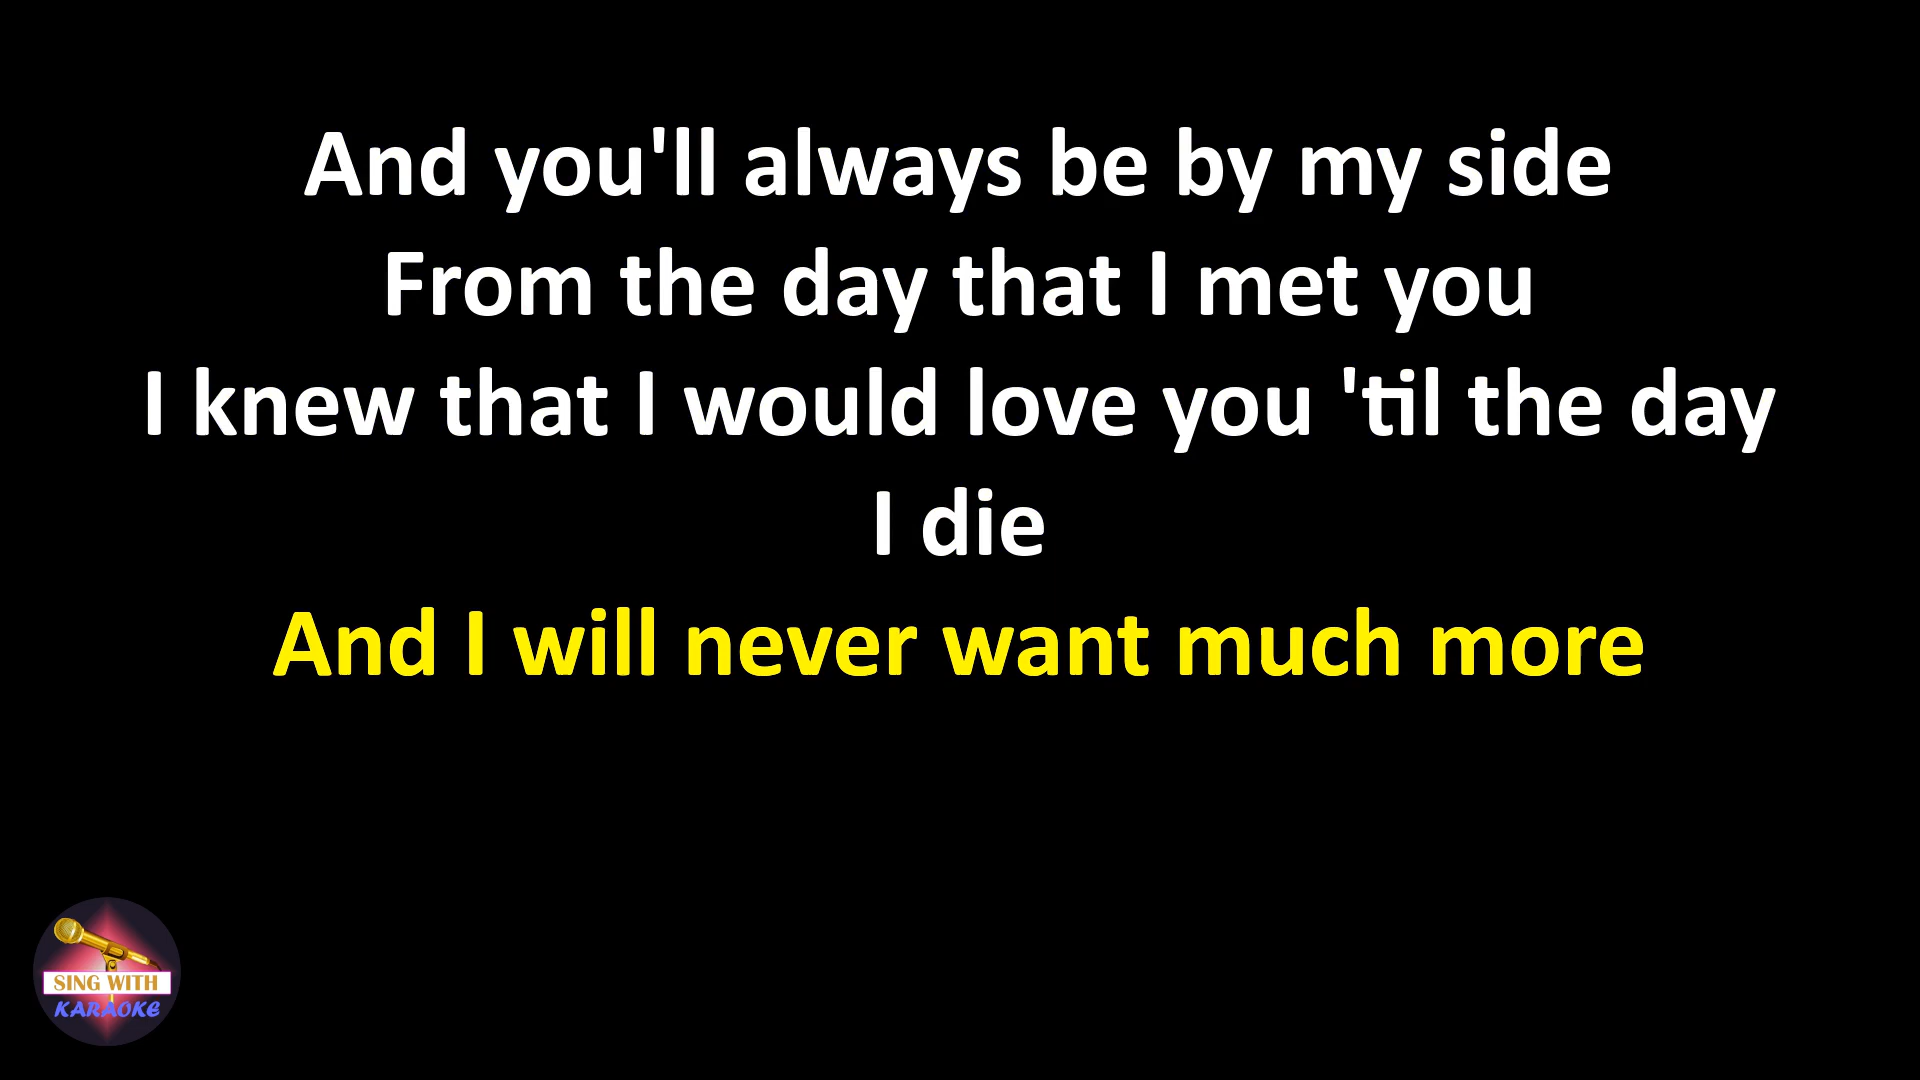 And you'll always be by my side
From the day that I met you
I knew that I would love you 'til the day
I die
And I will never want much more
SING WITH
KARAOKE